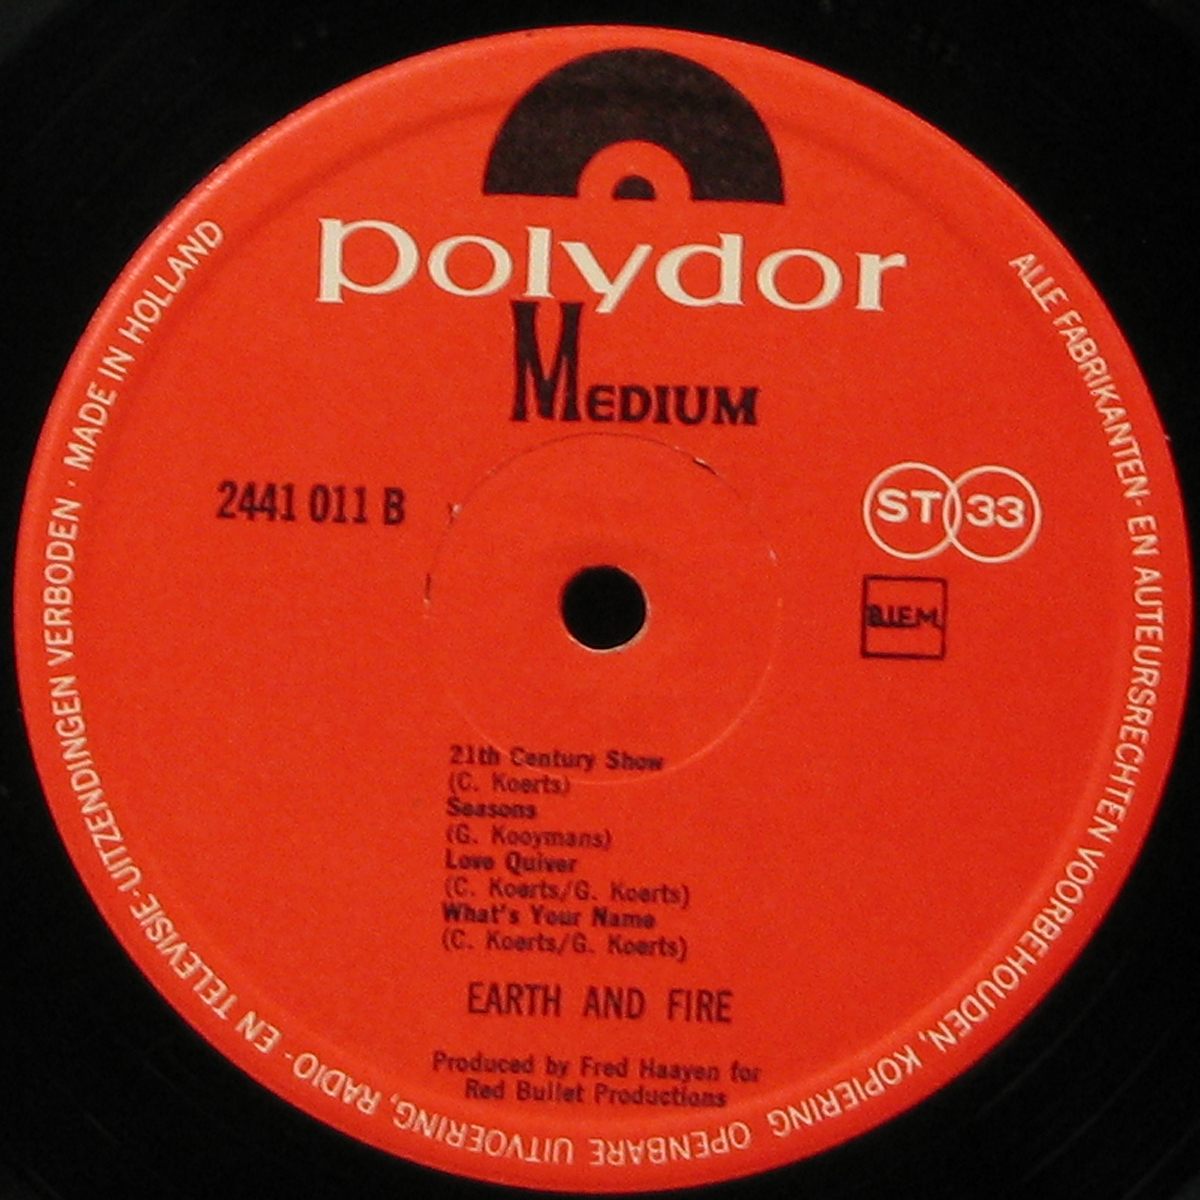 polydor
MEDIUM
2441 011 B
ST 33
B.I.E.M.
21th Century Show
(C. Koerts)
Seasons
(G. Kooymans)
Love Quiver
(C. Koerts/G. Koerts)
What's Your Name
(C. Koerts/G. Koerts)
EARTH AND FIRE
Produced by Fred Haayen for
Red Bullet Productions
ALLE FABRIKANTEN- EN AUTEURSRECHTEN VOORBEHOUDEN, KOPIERING OPENBARE UITVOERING, RADIO- EN TELEVISIE-UITZENDINGEN VERBODEN · MADE IN HOLLAND